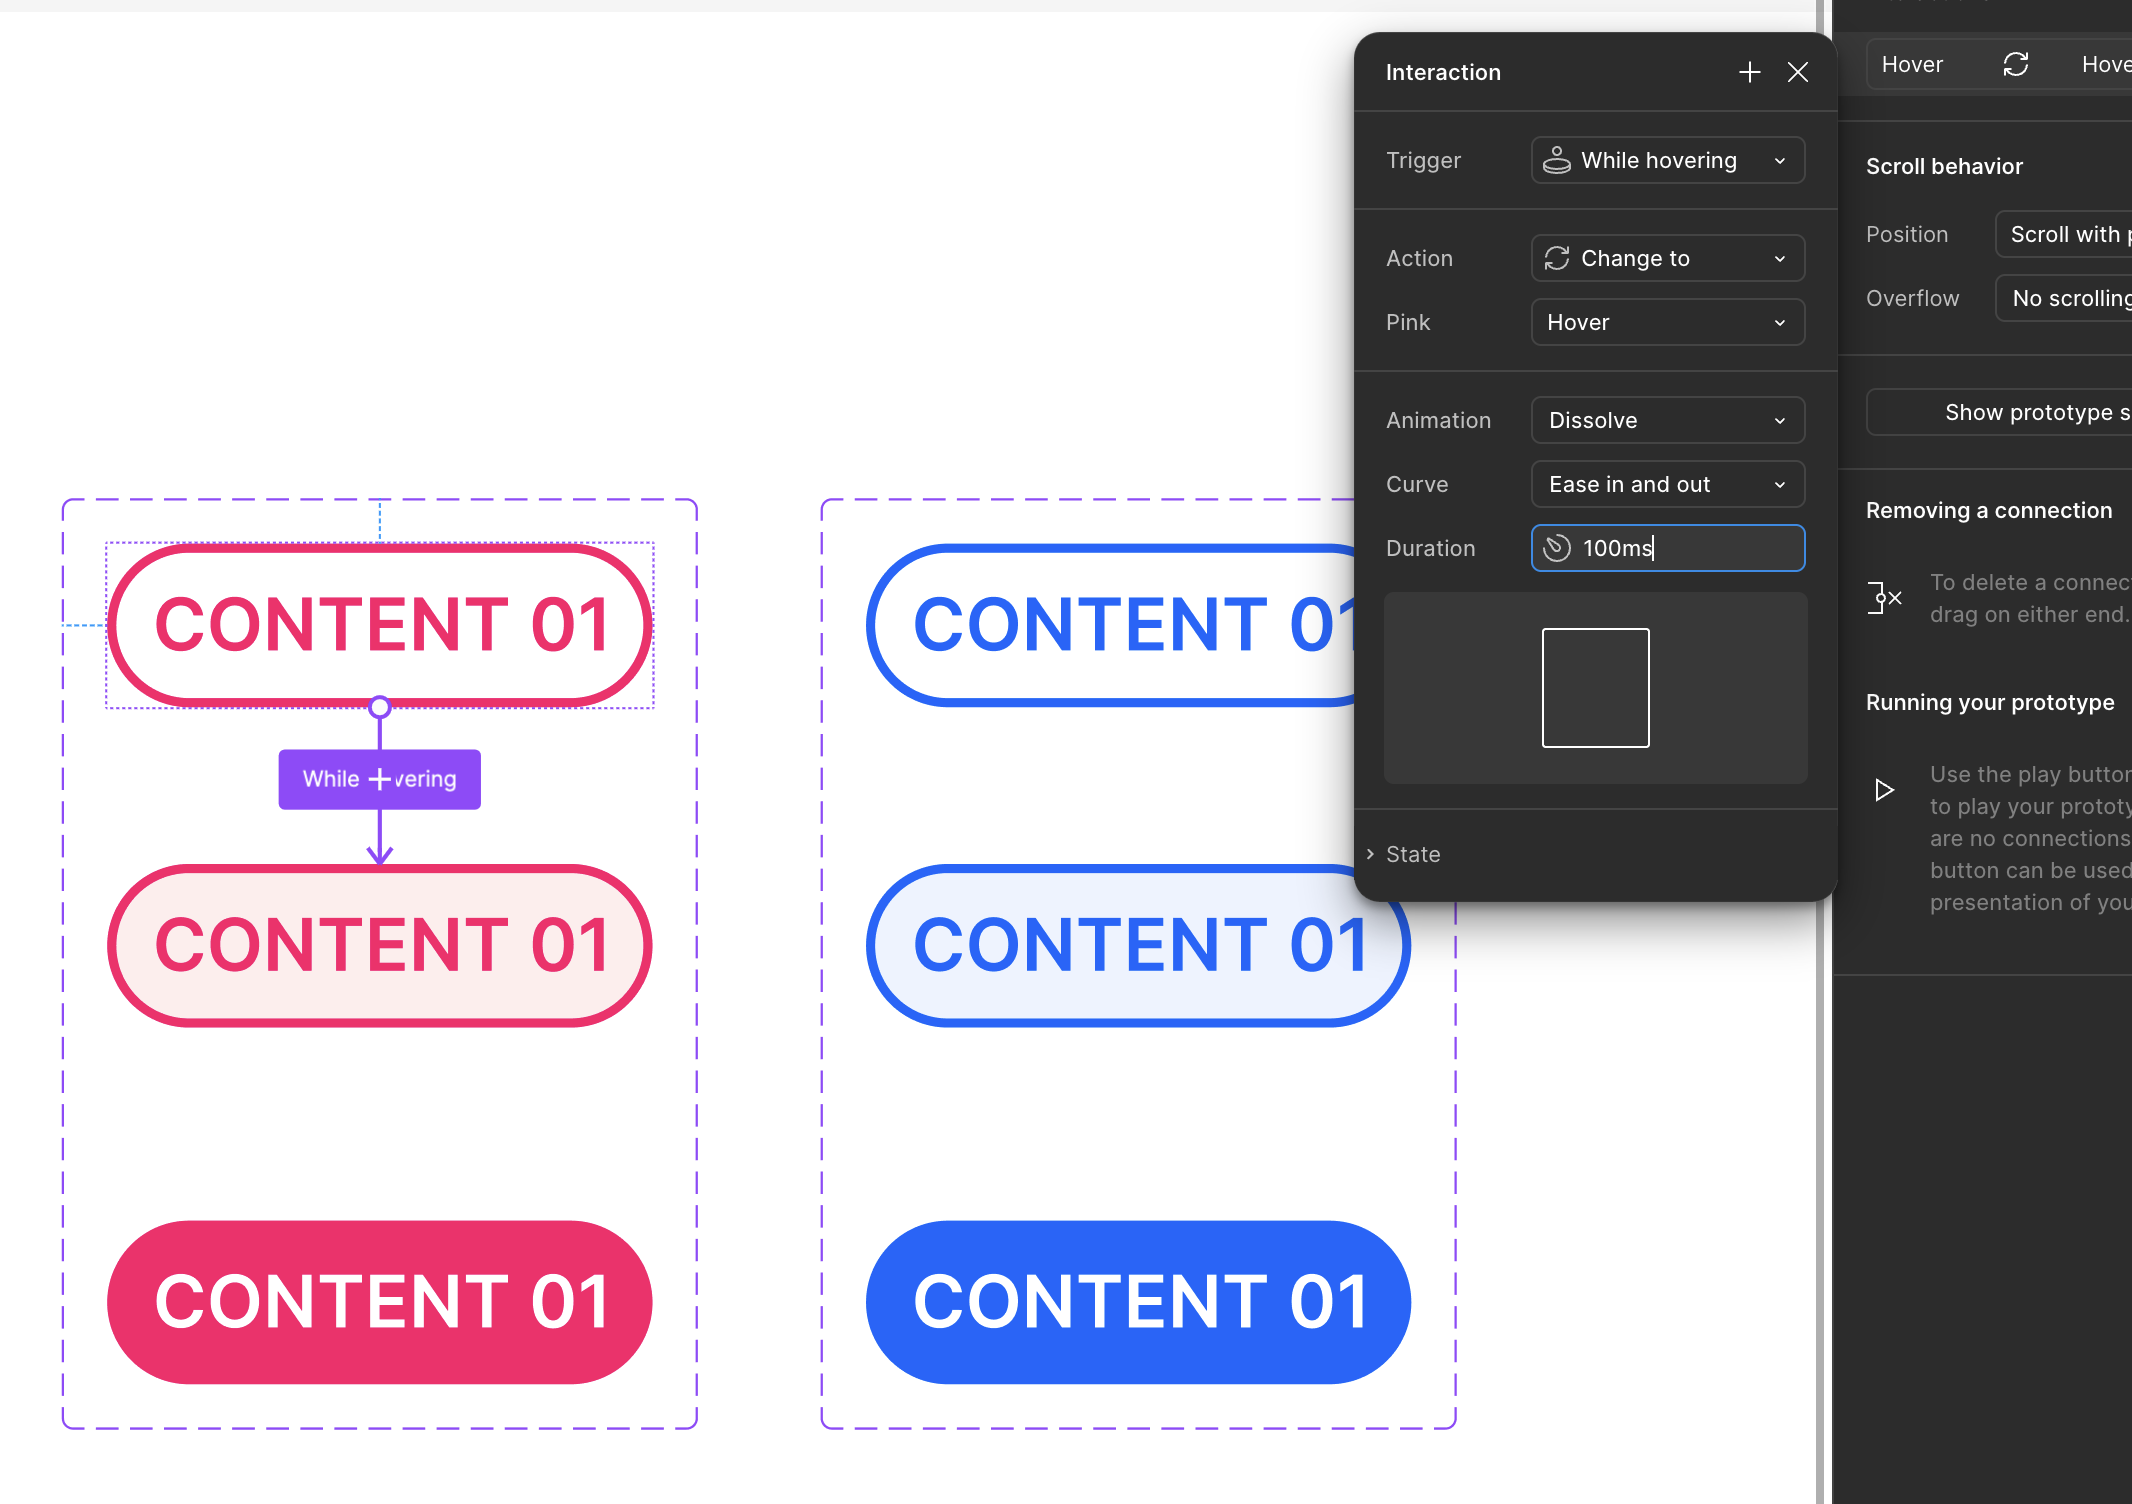 CONTENT 01
While
vering
CONTENT 01
CONTENT 01
CONTENT 01
CONTENT 01
CONTENT 01
Interaction
Trigger
While hovering
Action
Change to
Pink
Hover
Animation
Dissolve
Curve
Ease in and out
Duration
100ms
State
Hover
Hove
Scroll behavior
Position
Scroll with p
Overflow
No scrolling
Show prototype s
Removing a connection
To delete a connec
drag on either end.
Running your prototype
Use the play button
to play your prototy
are no connections
button can be used
presentation of you